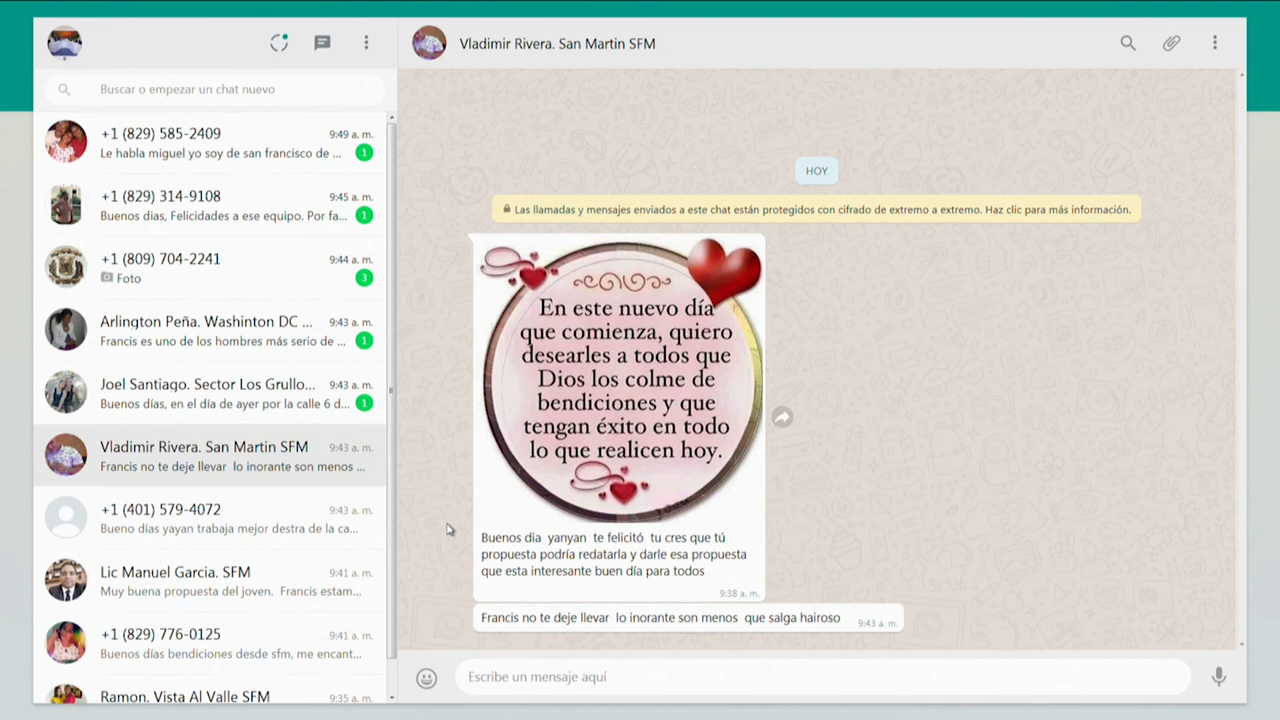 Vladimir Rivera. San Martin SFM
Buscar o empezar un chat nuevo
+1 (829) 585-2409 9:49 a. m.
Le habla miguel yo soy de san francisco de ... 1
+1 (829) 314-9108 9:45 a. m.
Buenos dias, Felicidades a ese equipo. Por fa... 1
+1 (809) 704-2241 9:44 a. m.
Foto 3
Arlington Peña. Washinton DC ... 9:43 a. m.
Francis es uno de los hombres más serio de ... 1
Joel Santiago. Sector Los Grullo... 9:43 a. m.
Buenos días, en el día de ayer por la calle 6 d... 1
Vladimir Rivera. San Martin SFM 9:43 a. m.
Francis no te deje llevar lo inorante son menos ...
+1 (401) 579-4072 9:43 a. m.
Bueno días yayan trabaja mejor destra de la ca...
Lic Manuel Garcia. SFM 9:41 a. m.
Muy buena propuesta del joven. Francis estam...
+1 (829) 776-0125 9:41 a. m.
Buenos días bendiciones desde sfm, me encant...
Ramon. Vista Al Valle SFM 9:35 a. m.
HOY
Las llamadas y mensajes enviados a este chat están protegidos con cifrado de extremo a extremo. Haz clic para más información.
En este nuevo día
que comienza, quiero
desearles a todos que
Dios los colme de
bendiciones y que
tengan éxito en todo
lo que realicen hoy.
Buenos dia yanyan te felicitó tu cres que tú
propuesta podría redatarla y darle esa propuesta
que esta interesante buen día para todos
9:38 a. m.
Francis no te deje llevar lo inorante son menos que salga hairoso 9:43 a. m.
Escribe un mensaje aquí